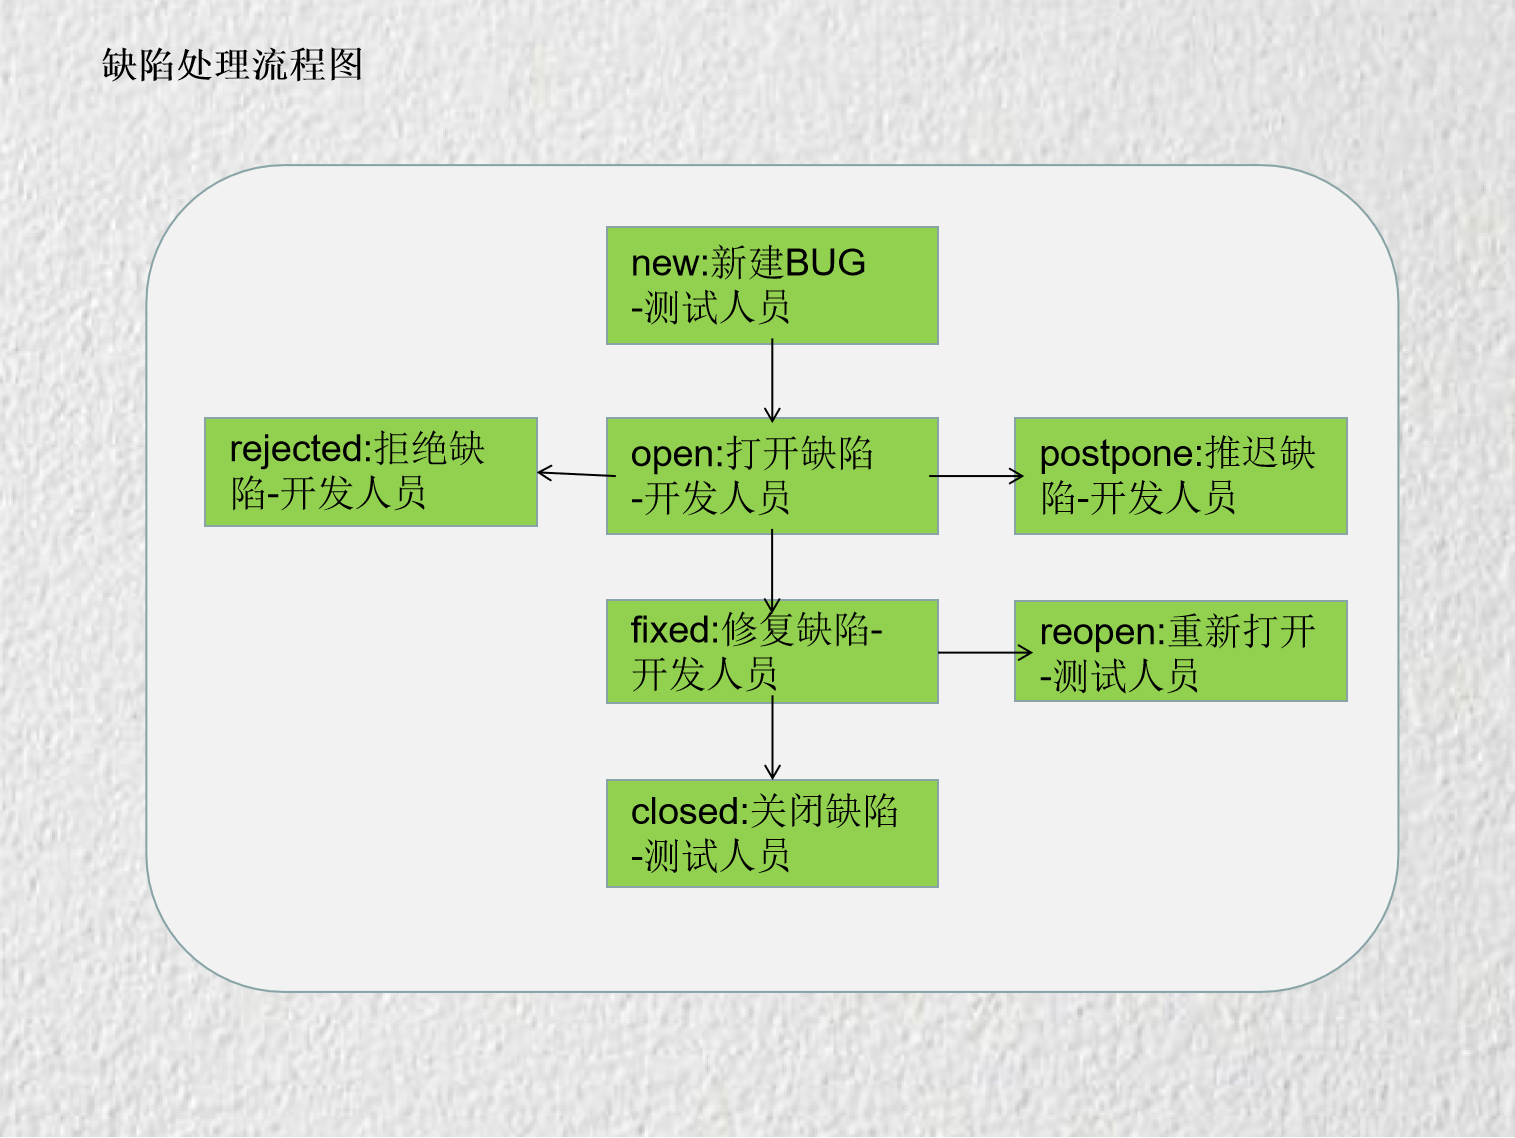 缺陷处理流程图
new:新建BUG
-测试人员
rejected:拒绝缺
陷-开发人员
open:打开缺陷
-开发人员
postpone:推迟缺
陷-开发人员
fixed:修复缺陷-
开发人员
reopen:重新打开
-测试人员
closed:关闭缺陷
-测试人员